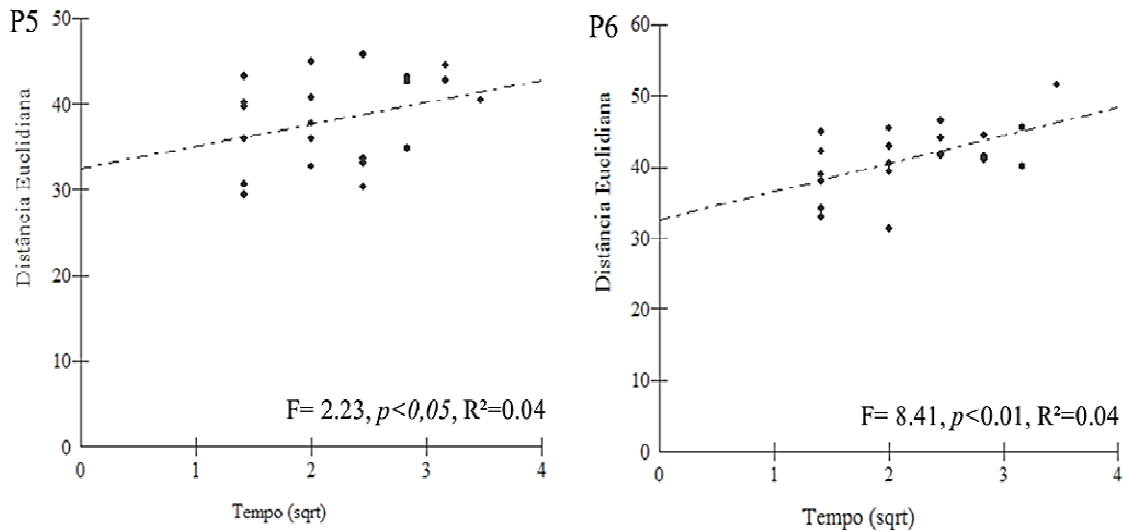 P5
50
40
30
20
10
0
Distância Euclidiana
F= 2.23, p<0,05, R²=0.04
0 1 2 3 4
Tempo (sqrt)
P6
60
50
40
30
20
10
0
Distância Euclidiana
F= 8.41, p<0.01, R²=0.04
0 1 2 3 4
Tempo (sqrt)